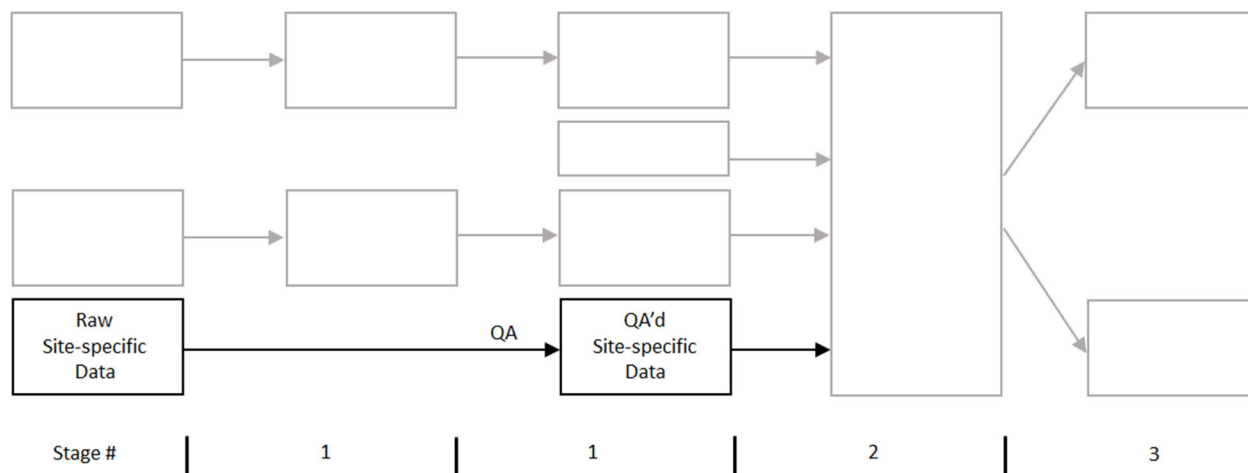 Raw
Site-specific
Data
QA
QA'd
Site-specific
Data
Stage # | 1 | 1 | 2 | 3